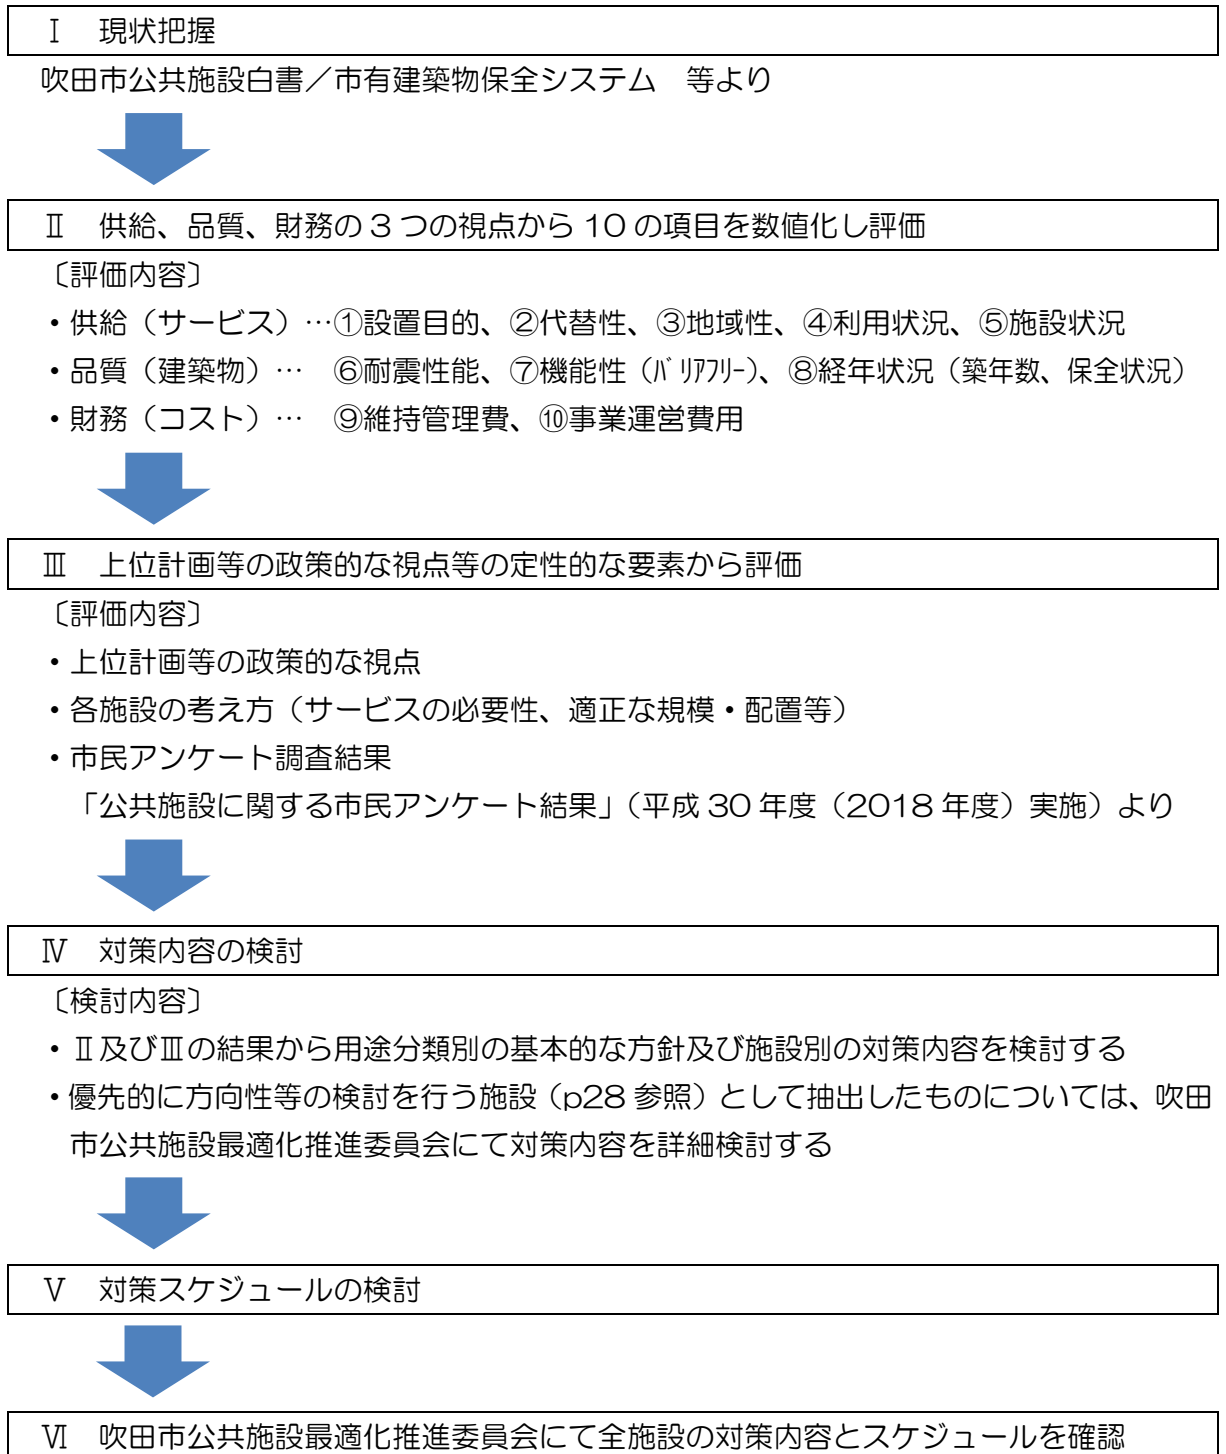 Ⅰ　現状把握
吹田市公共施設白書／市有建築物保全システム　等より
Ⅱ　供給、品質、財務の３つの視点から 10 の項目を数値化し評価
〔評価内容〕
・供給（サービス）…①設置目的、②代替性、③地域性、④利用状況、⑤施設状況
・品質（建築物）…　⑥耐震性能、⑦機能性（ﾊﾞﾘｱﾌﾘｰ）、⑧経年状況（築年数、保全状況）
・財務（コスト）…　⑨維持管理費、⑩事業運営費用
Ⅲ　上位計画等の政策的な視点等の定性的な要素から評価
〔評価内容〕
・上位計画等の政策的な視点
・各施設の考え方（サービスの必要性、適正な規模・配置等）
・市民アンケート調査結果
「公共施設に関する市民アンケート結果」（平成 30 年度（2018 年度）実施）より
Ⅳ　対策内容の検討
〔検討内容〕
・Ⅱ及びⅢの結果から用途分類別の基本的な方針及び施設別の対策内容を検討する
・優先的に方向性等の検討を行う施設（p28 参照）として抽出したものについては、吹田
市公共施設最適化推進委員会にて対策内容を詳細検討する
Ⅴ　対策スケジュールの検討
Ⅵ　吹田市公共施設最適化推進委員会にて全施設の対策内容とスケジュールを確認